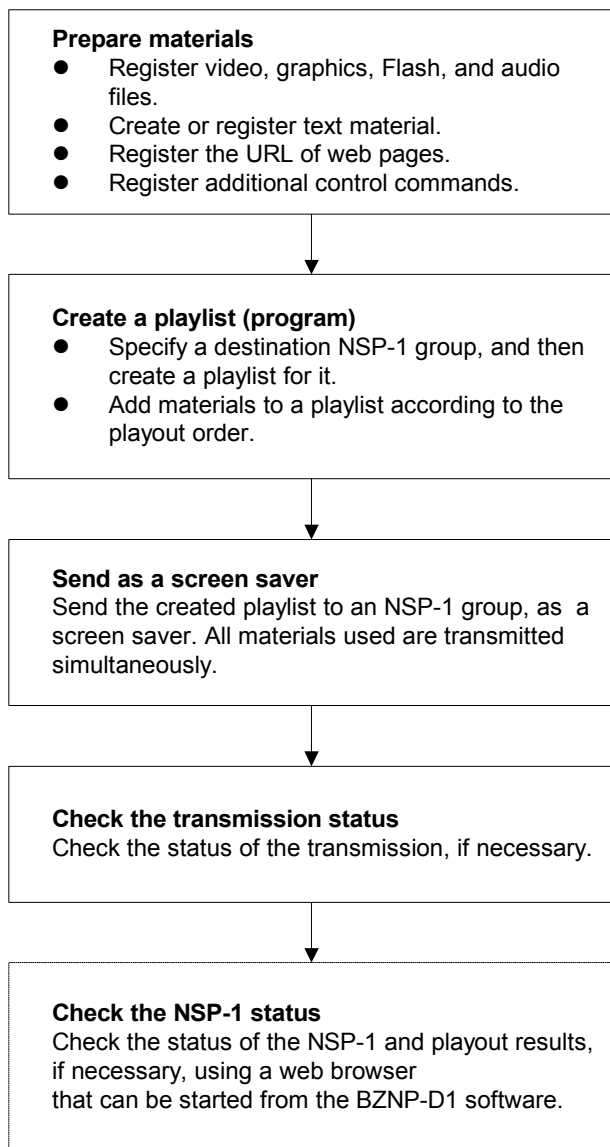 Prepare materials
● Register video, graphics, Flash, and audio
files.
● Create or register text material.
● Register the URL of web pages.
● Register additional control commands.
Create a playlist (program)
● Specify a destination NSP-1 group, and then
create a playlist for it.
● Add materials to a playlist according to the
playout order.
Send as a screen saver
Send the created playlist to an NSP-1 group, as a
screen saver. All materials used are transmitted
simultaneously.
Check the transmission status
Check the status of the transmission, if necessary.
Check the NSP-1 status
Check the status of the NSP-1 and playout results,
if necessary, using a web browser
that can be started from the BZNP-D1 software.